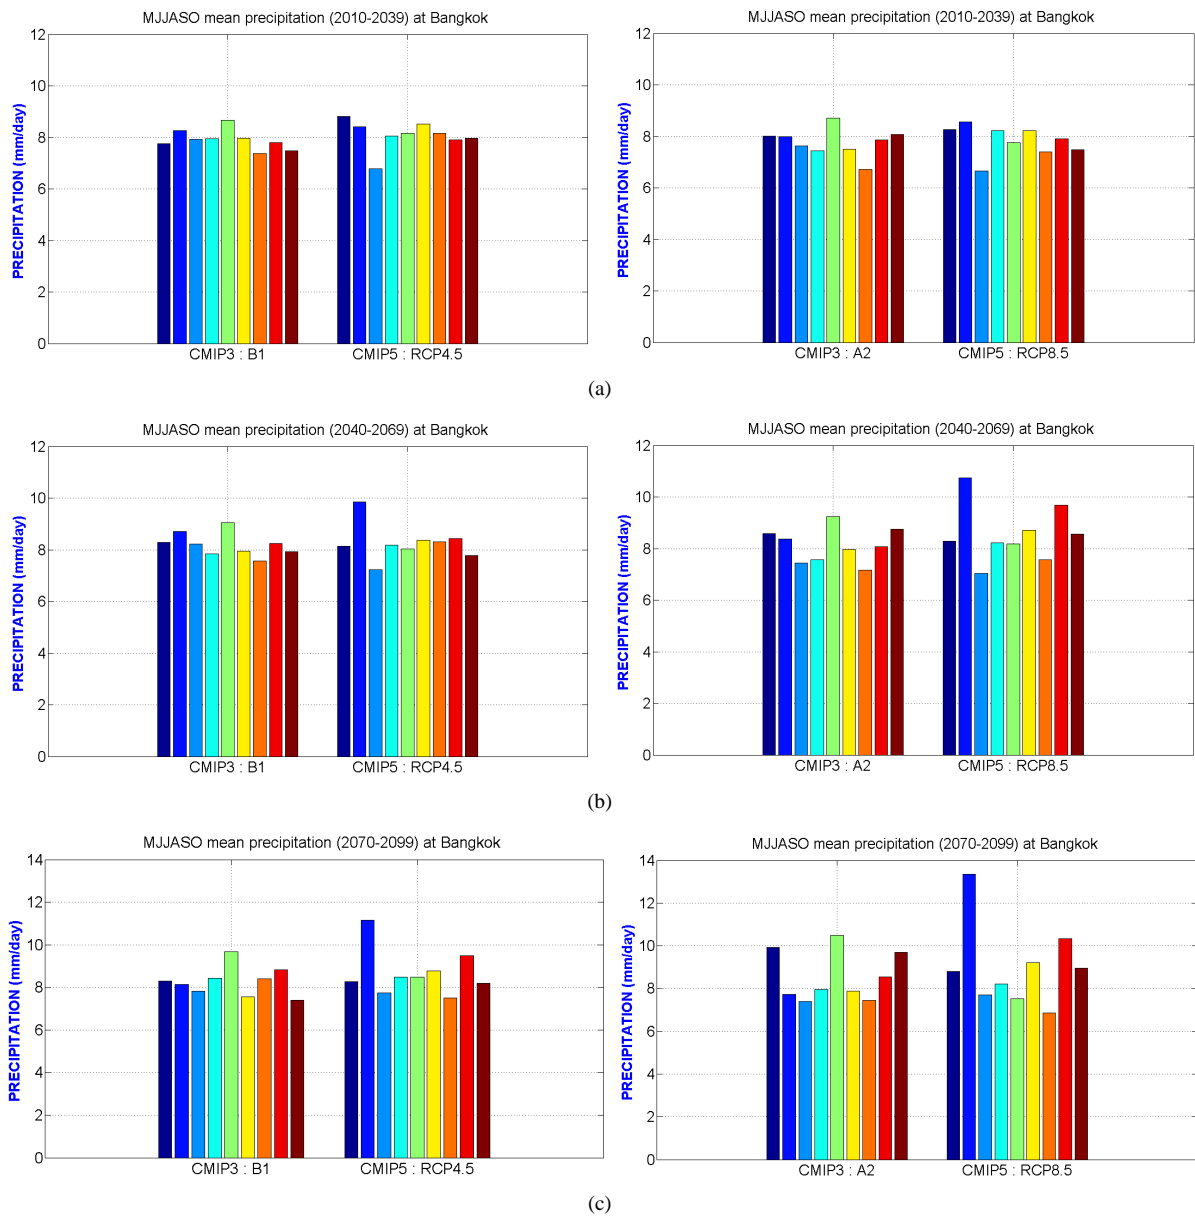 MJJASO mean precipitation (2010-2039) at Bangkok
PRECIPITATION (mm/day)
12
10
8
6
4
2
0
CMIP3 : B1
CMIP5 : RCP4.5
MJJASO mean precipitation (2010-2039) at Bangkok
PRECIPITATION (mm/day)
12
10
8
6
4
2
0
CMIP3 : A2
CMIP5 : RCP8.5
(a)
MJJASO mean precipitation (2040-2069) at Bangkok
PRECIPITATION (mm/day)
12
10
8
6
4
2
0
CMIP3 : B1
CMIP5 : RCP4.5
MJJASO mean precipitation (2040-2069) at Bangkok
PRECIPITATION (mm/day)
12
10
8
6
4
2
0
CMIP3 : A2
CMIP5 : RCP8.5
(b)
MJJASO mean precipitation (2070-2099) at Bangkok
PRECIPITATION (mm/day)
14
12
10
8
6
4
2
0
CMIP3 : B1
CMIP5 : RCP4.5
MJJASO mean precipitation (2070-2099) at Bangkok
PRECIPITATION (mm/day)
14
12
10
8
6
4
2
0
CMIP3 : A2
CMIP5 : RCP8.5
(c)